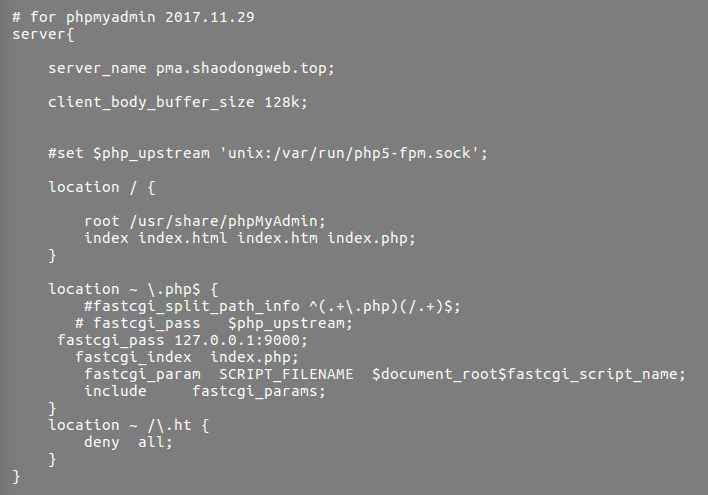 # for phpmyadmin 2017.11.29
server{
server_name pma.shaodongweb.top;
client_body_buffer_size 128k;
#set $php_upstream 'unix:/var/run/php5-fpm.sock';
location / {
root /usr/share/phpMyAdmin;
index index.html index.htm index.php;
}
location ~ \.php$ {
#fastcgi_split_path_info ^(.+\.php)(/.+)$;
# fastcgi_pass   $php_upstream;
fastcgi_pass 127.0.0.1:9000;
fastcgi_index  index.php;
fastcgi_param  SCRIPT_FILENAME  $document_root$fastcgi_script_name;
include     fastcgi_params;
}
location ~ /\.ht {
deny  all;
}
}